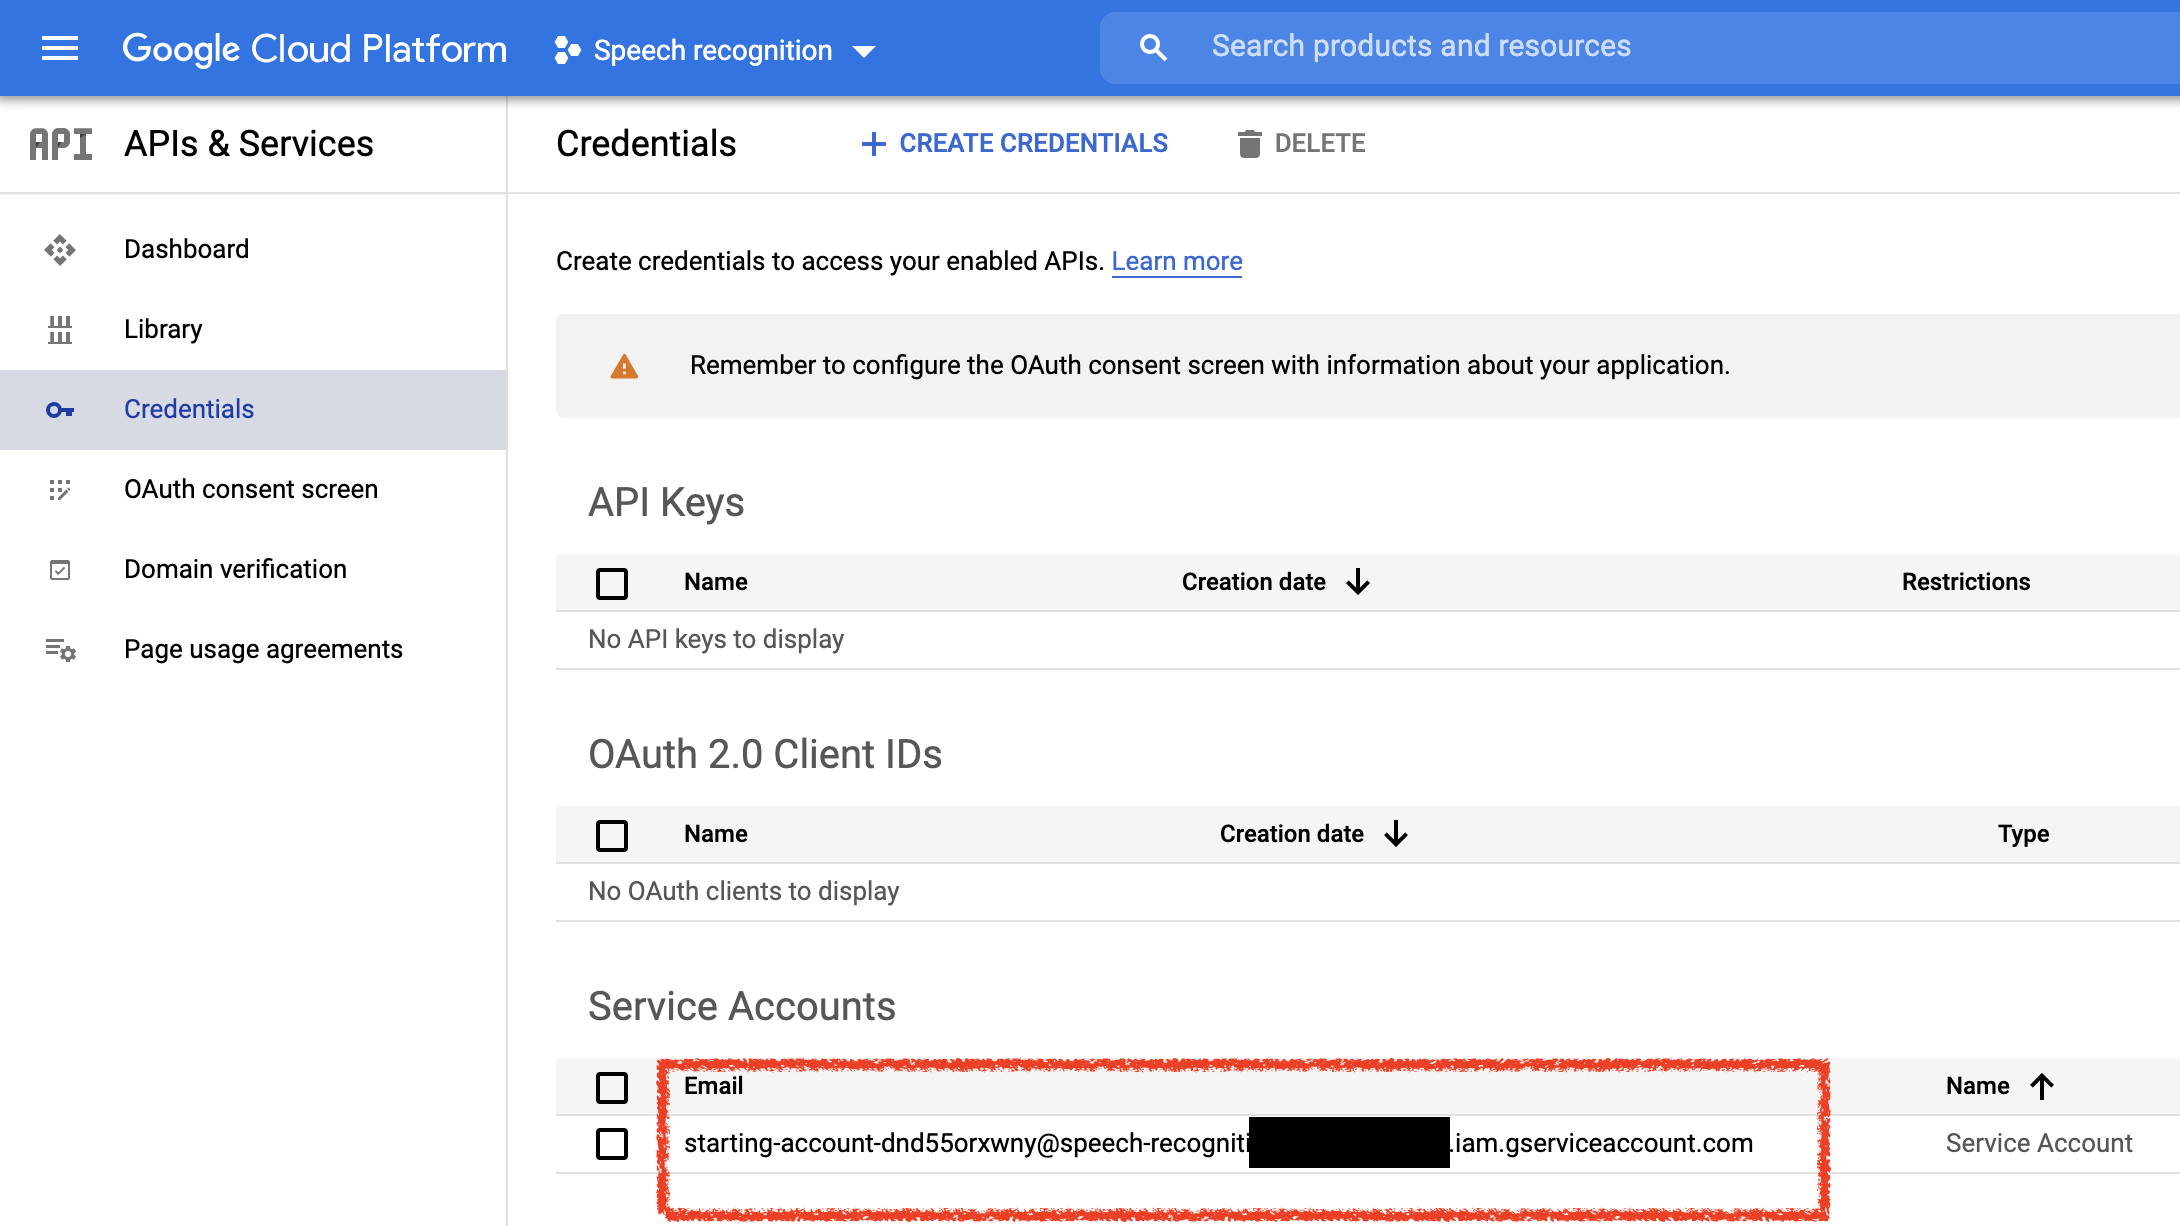 Google Cloud Platform
Speech recognition
Search products and resources
API
APIs & Services
Credentials
CREATE CREDENTIALS
DELETE
Dashboard
Library
Credentials
OAuth consent screen
Domain verification
Page usage agreements
Create credentials to access your enabled APIs. Learn more
Remember to configure the OAuth consent screen with information about your application.
API Keys
Name Creation date Restrictions
No API keys to display
OAuth 2.0 Client IDs
Name Creation date Type
No OAuth clients to display
Service Accounts
Email Name
starting-account-dnd55orxwny@speech-recogniti .iam.gserviceaccount.com Service Account